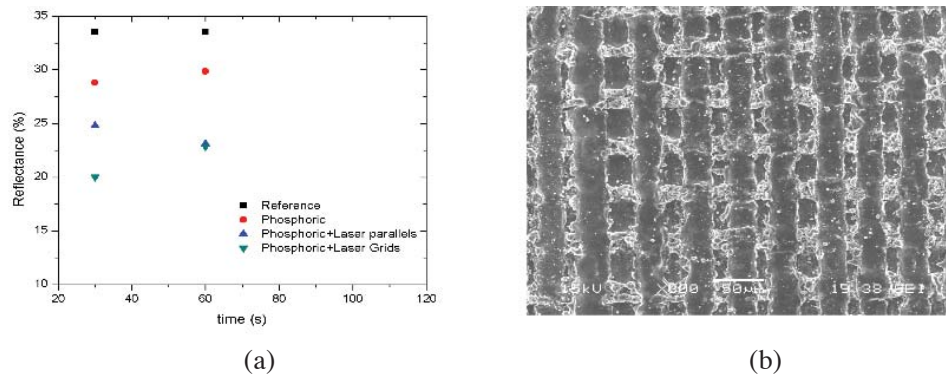 35
30
25
20
15
10
20 40 60 80 100 120
Reflectance (%)
time (s)
Reference
Phosphoric
Phosphoric+Laser parallels
Phosphoric+Laser Grids
50µm
(a)
(b)